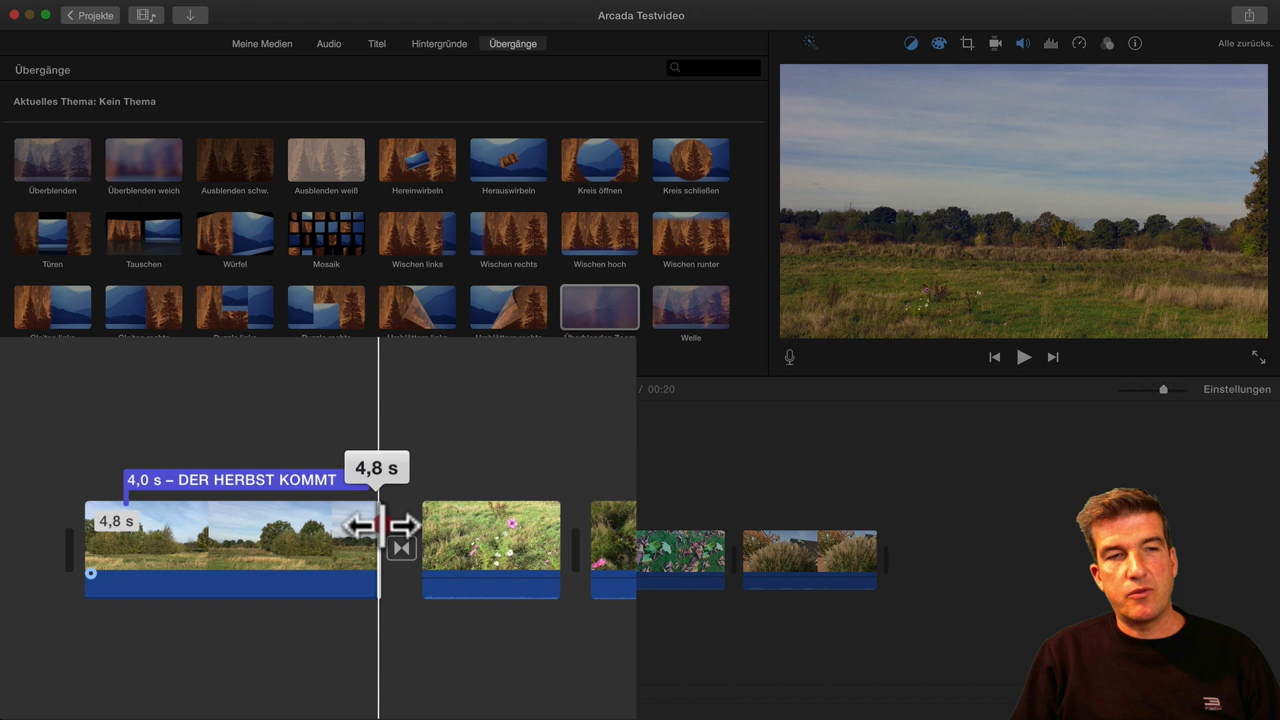 Projekte
Arcada Testvideo
Meine Medien Audio Titel Hintergründe Übergänge
Alle zurücks.
Übergänge
Aktuelles Thema: Kein Thema
Überblenden Überblenden weich Ausblenden schw. Ausblenden weiß Hereinwirbeln Herauswirbeln Kreis öffnen Kreis schließen
Türen Tauschen Würfel Mosaik Wischen links Wischen rechts Wischen hoch Wischen runter
Welle
/ 00:20
Einstellungen
4,8 s
4,0 s – DER HERBST KOMMT
4,8 s